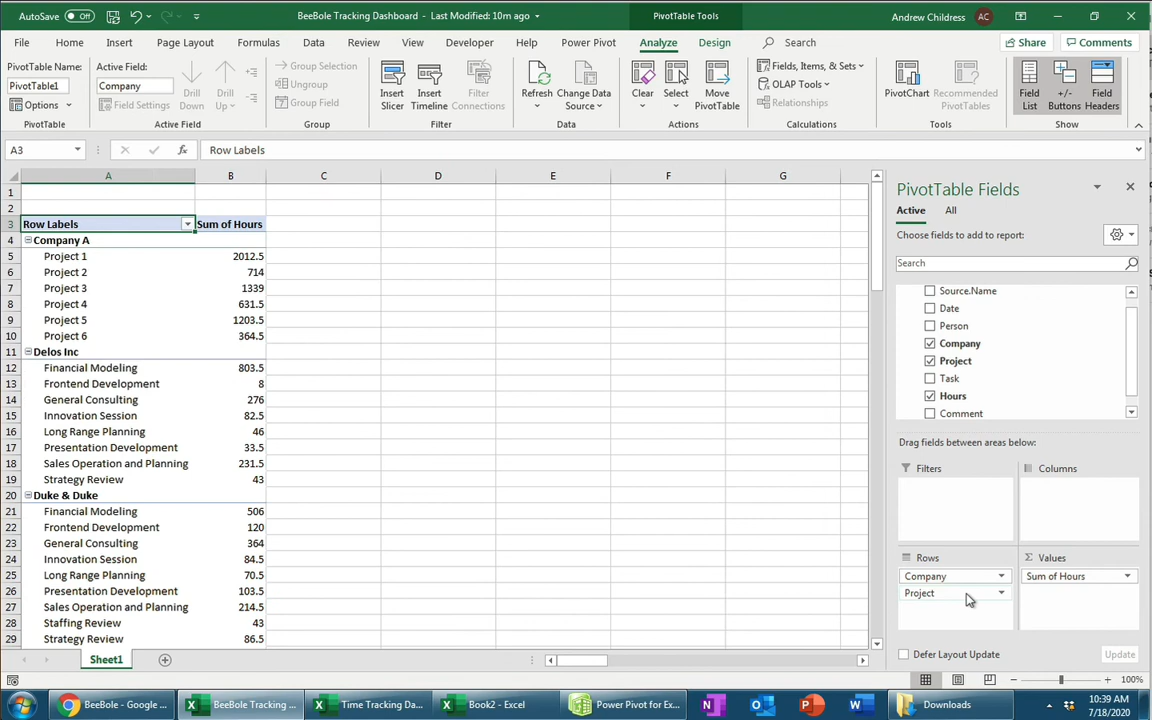 AutoSave Off BeeBole Tracking Dashboard - Last Modified: 10m ago PivotTable Tools Andrew Childress AC
File Home Insert Page Layout Formulas Data Review View Developer Help Power Pivot Analyze Design Search Share Comments
PivotTable Name: Active Field: Group Selection Fields, Items, & Sets
PivotTable1 Company Drill Down Drill Up Ungroup Insert Slicer Insert Timeline Filter Connections Refresh Change Data Source Clear Select Move PivotTable OLAP Tools PivotChart Recommended PivotTables Field List +/- Buttons Field Headers
Options Field Settings Group Field Relationships
PivotTable Active Field Group Filter Data Actions Calculations Tools Show
A3 fx Row Labels
A B C D E F G
1
2
3 Row Labels Sum of Hours
4 Company A
5 Project 1 2012.5
6 Project 2 714
7 Project 3 1339
8 Project 4 631.5
9 Project 5 1203.5
10 Project 6 364.5
11 Delos Inc
12 Financial Modeling 803.5
13 Frontend Development 8
14 General Consulting 276
15 Innovation Session 82.5
16 Long Range Planning 46
17 Presentation Development 33.5
18 Sales Operation and Planning 231.5
19 Strategy Review 43
20 Duke & Duke
21 Financial Modeling 506
22 Frontend Development 120
23 General Consulting 364
24 Innovation Session 84.5
25 Long Range Planning 70.5
26 Presentation Development 103.5
27 Sales Operation and Planning 214.5
28 Staffing Review 43
29 Strategy Review 86.5
PivotTable Fields
Active All
Choose fields to add to report:
Search
Source.Name
Date
Person
Company
Project
Task
Hours
Comment
Drag fields between areas below:
Filters Columns
Rows Σ Values
Company Sum of Hours
Project
Defer Layout Update Update
Sheet1
100%
BeeBole - Google ... BeeBole Tracking ... Time Tracking Da... Book2 - Excel Power Pivot for Ex... Downloads 10:39 AM
7/18/2020